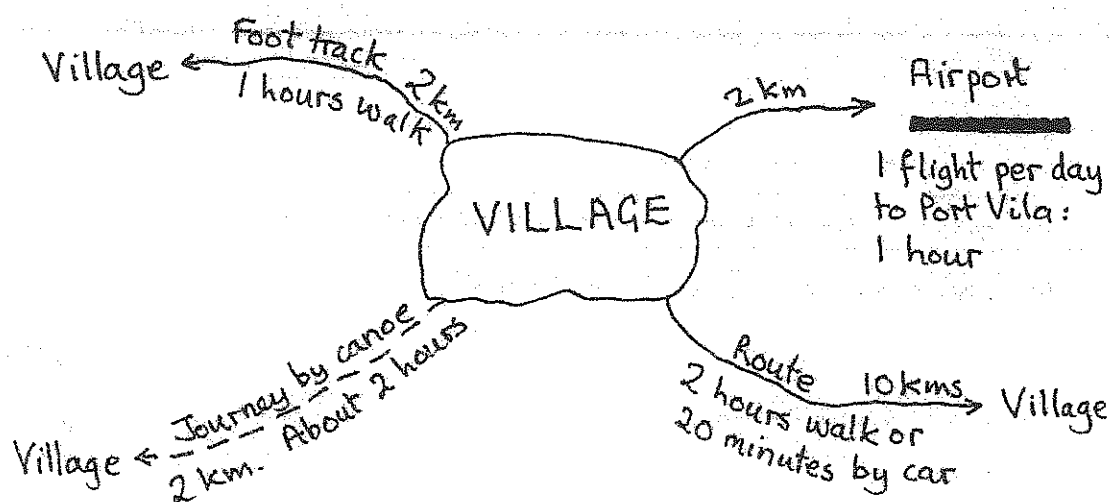 Village
Foot track 2km
1 hours walk
2km
Airport
1 flight per day
to Port Vila:
1 hour
VILLAGE
Journey by canoe
2 km. About 2 hours
Village
Route 10kms
2 hours walk or
20 minutes by car
Village